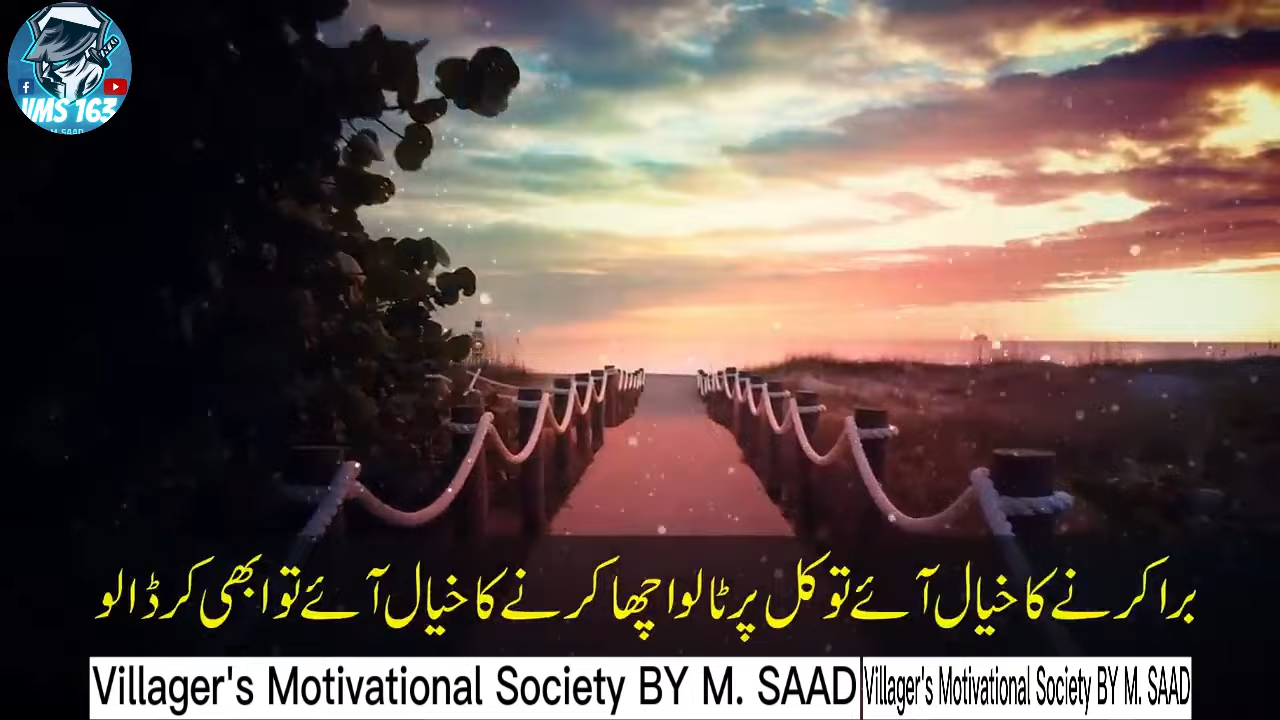 VMS 163
M. SAAD
برا کرنے کا خیال آئے تو کل پر ٹالو اچھا کرنے کا خیال آئے تو ابھی کر ڈالو
Villager's Motivational Society BY M. SAAD Villager's Motivational Society BY M. SAAD